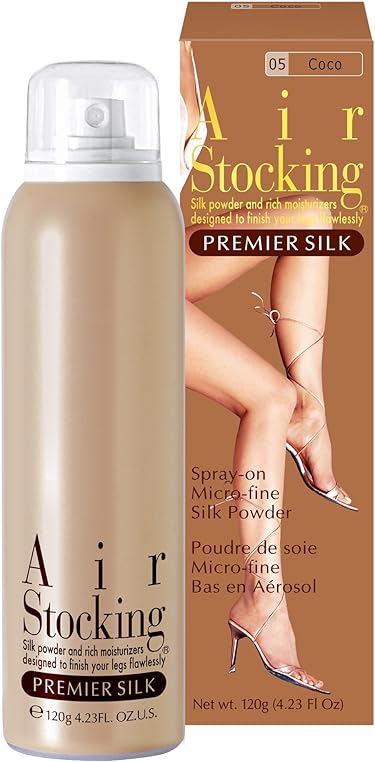 05 Coco
Air
Stocking®
Silk powder and rich moisturizers
designed to finish your legs flawlessly
PREMIER SILK
Spray-on
Micro-fine
Silk Powder
Poudre de soie
Micro-fine
Bas en Aérosol
Net wt. 120g (4.23 Fl Oz)
Air
Stocking®
Silk powder and rich moisturizers
designed to finish your legs flawlessly
PREMIER SILK
℮ 120g 4.23FL. OZ.U.S.